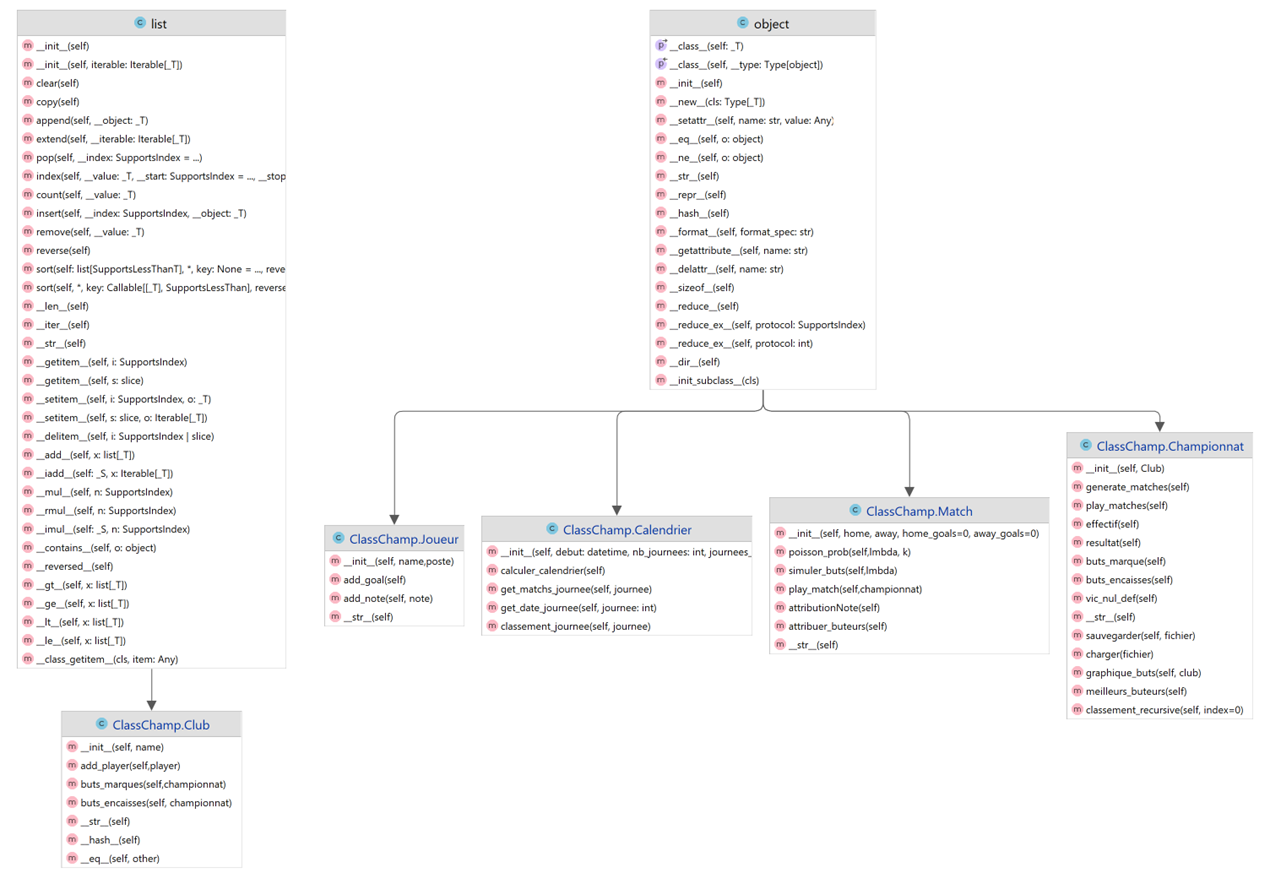 list
__init__(self)
__init__(self, iterable: Iterable[_T])
clear(self)
copy(self)
append(self, __object: _T)
extend(self, __iterable: Iterable[_T])
pop(self, __index: SupportsIndex = ...)
index(self, __value: _T, __start: SupportsIndex = ..., __stop
count(self, __value: _T)
insert(self, __index: SupportsIndex, __object: _T)
remove(self, __value: _T)
reverse(self)
sort(self: list[SupportsLessThanT], *, key: None = ..., reve
sort(self, *, key: Callable[[_T], SupportsLessThan], reverse
__len__(self)
__iter__(self)
__str__(self)
__getitem__(self, i: SupportsIndex)
__getitem__(self, s: slice)
__setitem__(self, i: SupportsIndex, o: _T)
__setitem__(self, s: slice, o: Iterable[_T])
__delitem__(self, i: SupportsIndex | slice)
__add__(self, x: list[_T])
__iadd__(self: _S, x: Iterable[_T])
__mul__(self, n: SupportsIndex)
__rmul__(self, n: SupportsIndex)
__imul__(self: _S, n: SupportsIndex)
__contains__(self, o: object)
__reversed__(self)
__gt__(self, x: list[_T])
__ge__(self, x: list[_T])
__lt__(self, x: list[_T])
__le__(self, x: list[_T])
__class_getitem__(cls, item: Any)
object
__class__(self: _T)
__class__(self, __type: Type[object])
__init__(self)
__new__(cls: Type[_T])
__setattr__(self, name: str, value: Any)
__eq__(self, o: object)
__ne__(self, o: object)
__str__(self)
__repr__(self)
__hash__(self)
__format__(self, format_spec: str)
__getattribute__(self, name: str)
__delattr__(self, name: str)
__sizeof__(self)
__reduce__(self)
__reduce_ex__(self, protocol: SupportsIndex)
__reduce_ex__(self, protocol: int)
__dir__(self)
__init_subclass__(cls)
ClassChamp.Joueur
__init__(self, name,poste)
add_goal(self)
add_note(self, note)
__str__(self)
ClassChamp.Calendrier
__init__(self, debut: datetime, nb_journees: int, journees_
calculer_calendrier(self)
get_matchs_journee(self, journee)
get_date_journee(self, journee: int)
classement_journee(self, journee)
ClassChamp.Match
__init__(self, home, away, home_goals=0, away_goals=0)
poisson_prob(self,lmbda, k)
simuler_buts(self,lmbda)
play_match(self,championnat)
attributionNote(self)
attribuer_buteurs(self)
__str__(self)
ClassChamp.Championnat
__init__(self, Club)
generate_matches(self)
play_matches(self)
effectif(self)
resultat(self)
buts_marque(self)
buts_encaisses(self)
vic_nul_def(self)
__str__(self)
sauvegarder(self, fichier)
charger(fichier)
graphique_buts(self, club)
meilleurs_buteurs(self)
classement_recursive(self, index=0)
ClassChamp.Club
__init__(self, name)
add_player(self,player)
buts_marques(self,championnat)
buts_encaisses(self, championnat)
__str__(self)
__hash__(self)
__eq__(self, other)